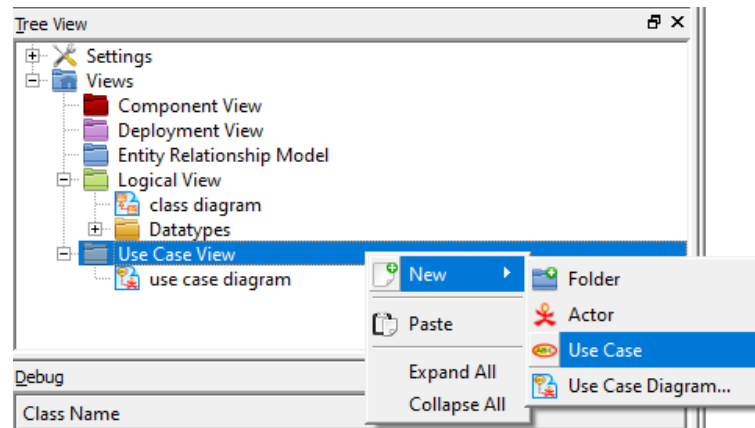 Tree View
Settings
Views
Component View
Deployment View
Entity Relationship Model
Logical View
class diagram
Datatypes
Use Case View
use case diagram
New
Paste
Expand All
Collapse All
Folder
Actor
Use Case
Use Case Diagram...
Debug
Class Name